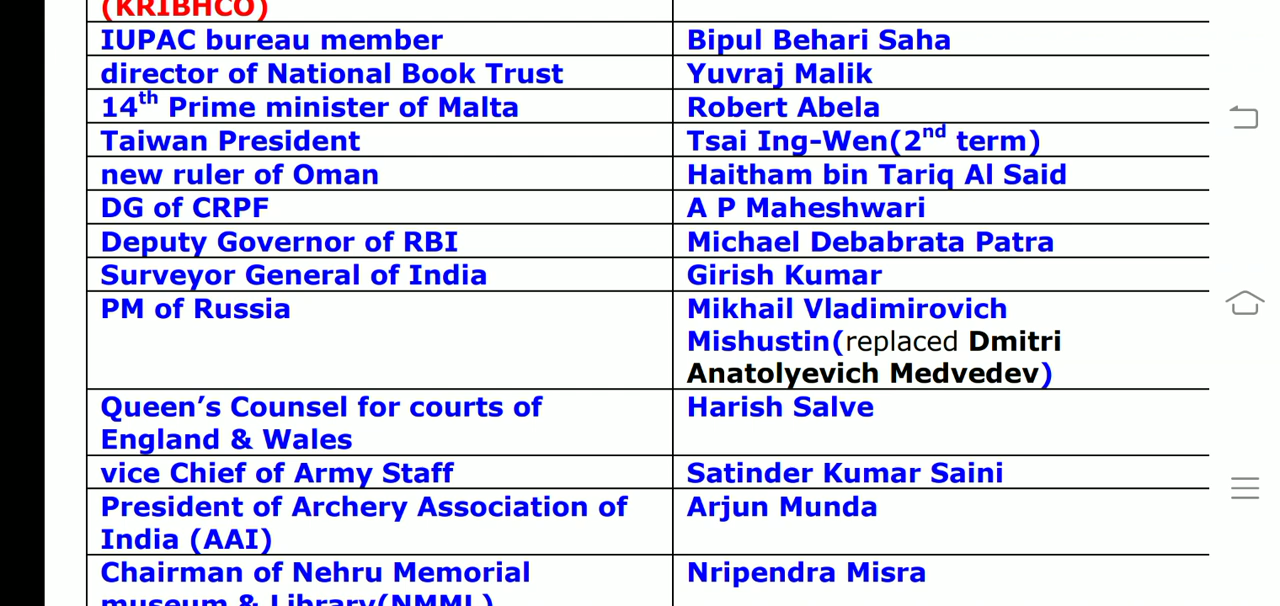 (KRIBHCO)
IUPAC bureau member Bipul Behari Saha
director of National Book Trust Yuvraj Malik
14th Prime minister of Malta Robert Abela
Taiwan President Tsai Ing-Wen(2nd term)
new ruler of Oman Haitham bin Tariq Al Said
DG of CRPF A P Maheshwari
Deputy Governor of RBI Michael Debabrata Patra
Surveyor General of India Girish Kumar
PM of Russia Mikhail Vladimirovich
Mishustin(replaced Dmitri
Anatolyevich Medvedev)
Queen’s Counsel for courts of Harish Salve
England & Wales
vice Chief of Army Staff Satinder Kumar Saini
President of Archery Association of Arjun Munda
India (AAI)
Chairman of Nehru Memorial Nripendra Misra
museum & Library(NMML)